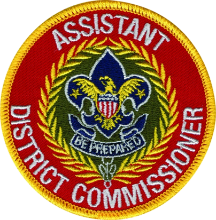 ASSISTANT
BE PREPARED
DISTRICT COMMISSIONER